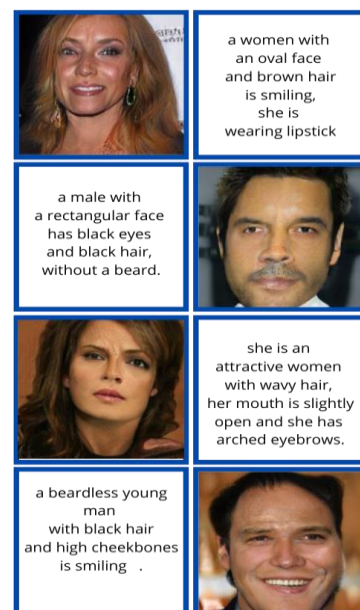 a women with
an oval face
and brown hair
is smiling,
she is
wearing lipstick
a male with
a rectangular face
has black eyes
and black hair,
without a beard.
she is an
attractive women
with wavy hair,
her mouth is slightly
open and she has
arched eyebrows.
a beardless young
man
with black hair
and high cheekbones
is smiling .